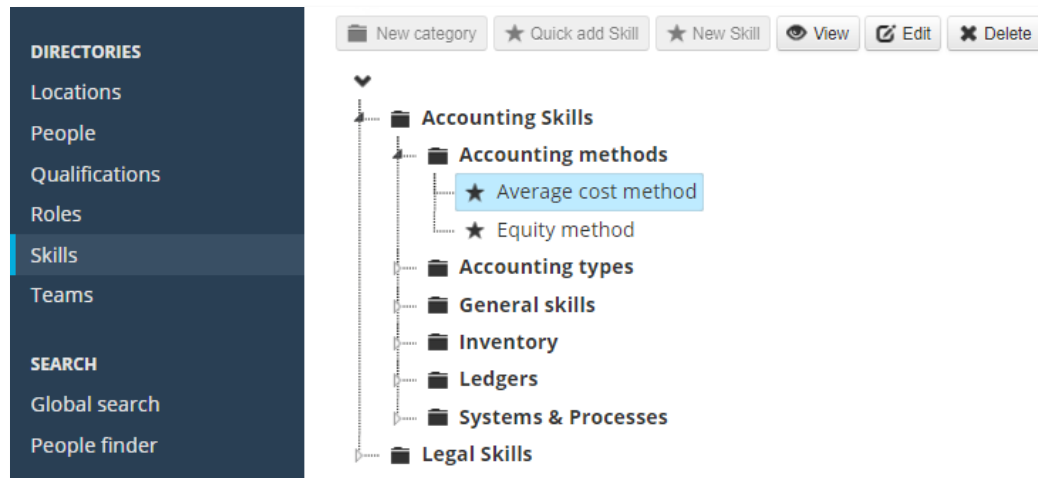 DIRECTORIES
Locations
People
Qualifications
Roles
Skills
Teams
SEARCH
Global search
People finder
New category Quick add Skill New Skill View Edit Delete
Accounting Skills
Accounting methods
Average cost method
Equity method
Accounting types
General skills
Inventory
Ledgers
Systems & Processes
Legal Skills